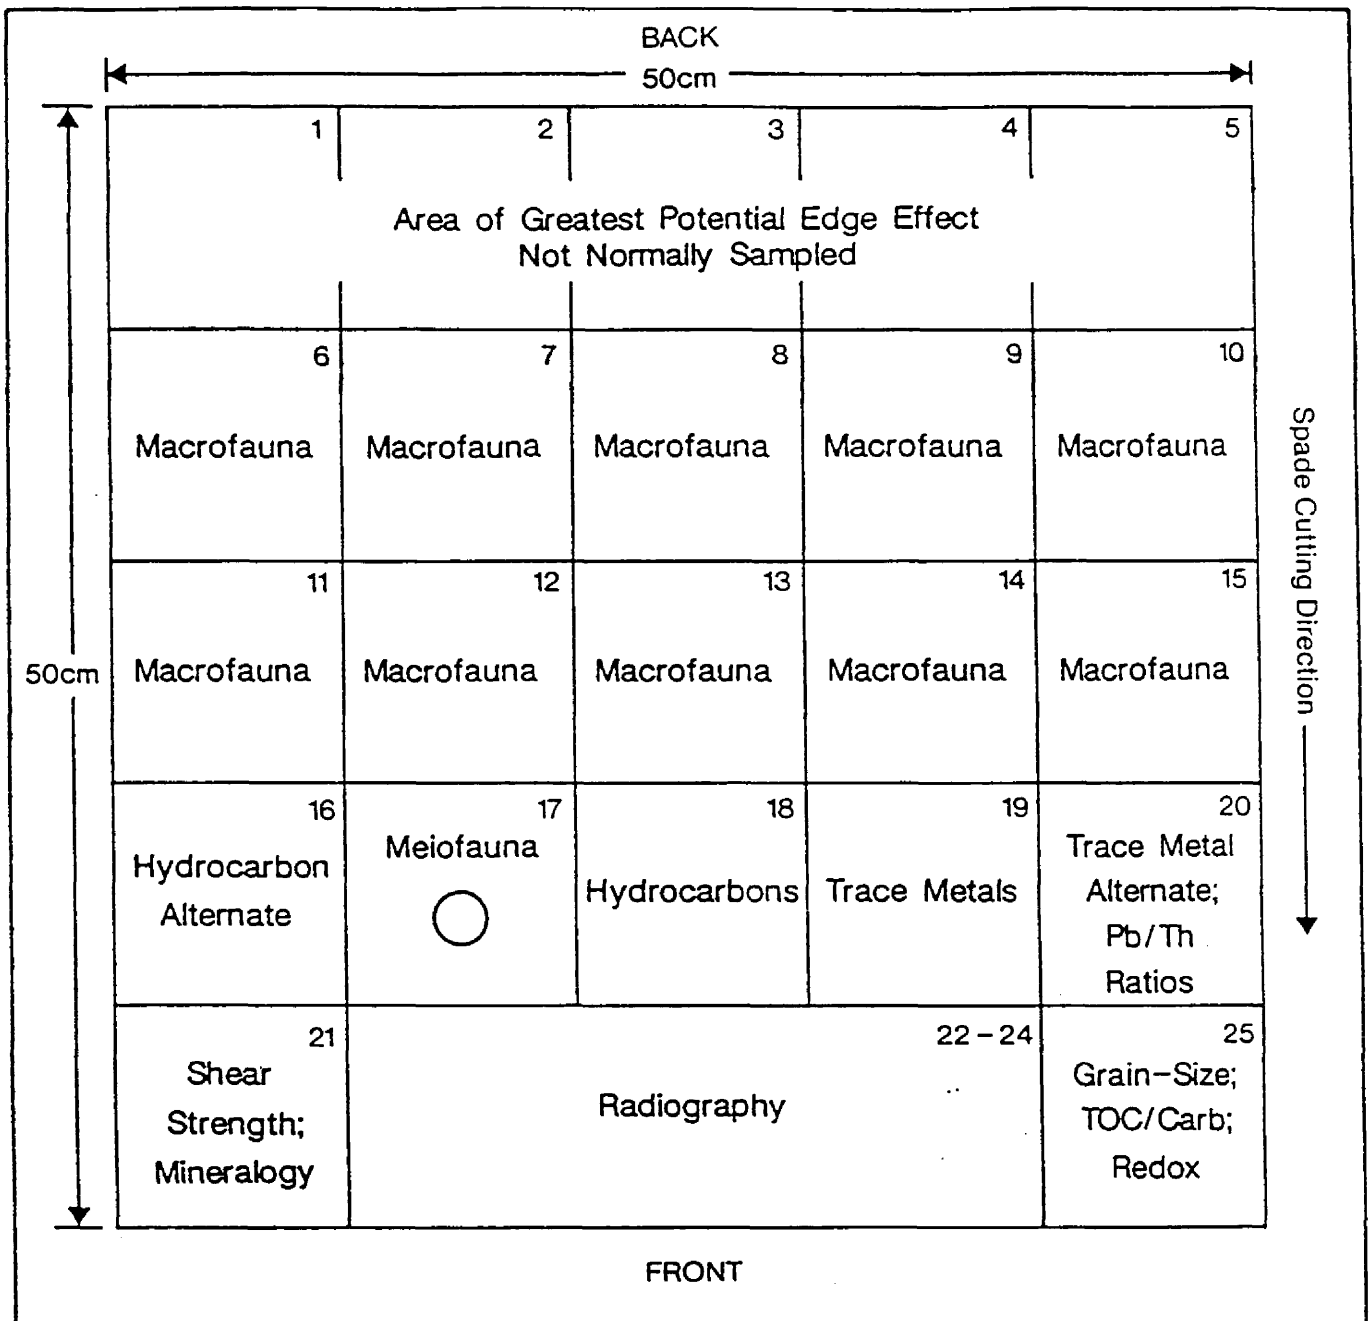 BACK
50cm
1
2
3
4
5
Area of Greatest Potential Edge Effect
Not Normally Sampled
6
7
8
9
10
Macrofauna
Macrofauna
Macrofauna
Macrofauna
Macrofauna
11
12
13
14
15
50cm
Macrofauna
Macrofauna
Macrofauna
Macrofauna
Macrofauna
Spade Cutting Direction
16
Hydrocarbon
Alternate
17
Meiofauna
18
Hydrocarbons
19
Trace Metals
20
Trace Metal
Alternate;
Pb/Th
Ratios
21
Shear
Strength;
Mineralogy
22-24
Radiography
25
Grain-Size;
TOC/Carb;
Redox
FRONT